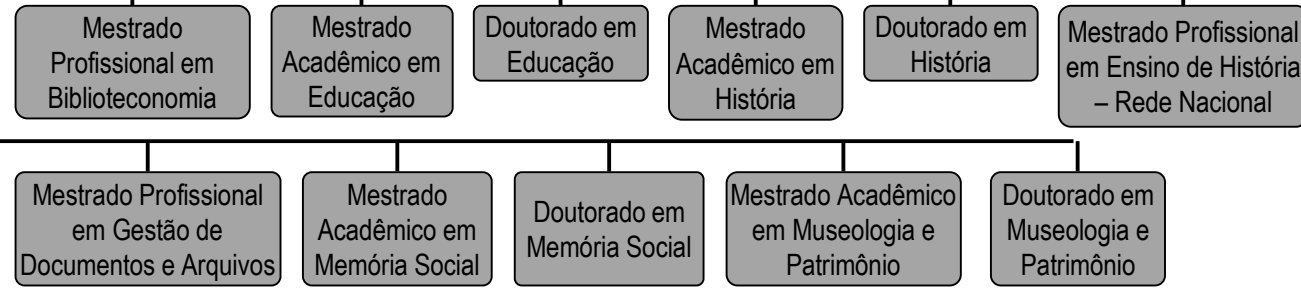 Mestrado
Profissional em
Biblioteconomia
Mestrado
Acadêmico em
Educação
Doutorado em
Educação
Mestrado
Acadêmico em
História
Doutorado em
História
Mestrado Profissional
em Ensino de História
– Rede Nacional
Mestrado Profissional
em Gestão de
Documentos e Arquivos
Mestrado
Acadêmico em
Memória Social
Doutorado em
Memória Social
Mestrado Acadêmico
em Museologia e
Patrimônio
Doutorado em
Museologia e
Patrimônio